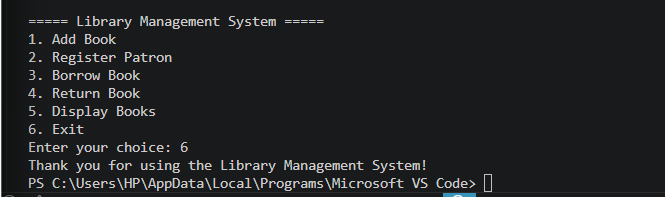 ===== Library Management System =====
1. Add Book
2. Register Patron
3. Borrow Book
4. Return Book
5. Display Books
6. Exit
Enter your choice: 6
Thank you for using the Library Management System!
PS C:\Users\HP\AppData\Local\Programs\Microsoft VS Code>